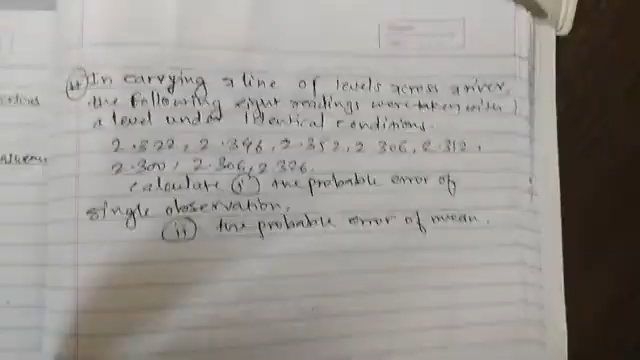 In carrying a line of levels across a river,
the following eight readings were taken with
a level under identical conditions.
2.322, 2.346, 2.352, 2.306, 2.312,
2.300, 2.306, 2.326.
calculate (i) the probable error of
single observation.
(ii) the probable error of mean.